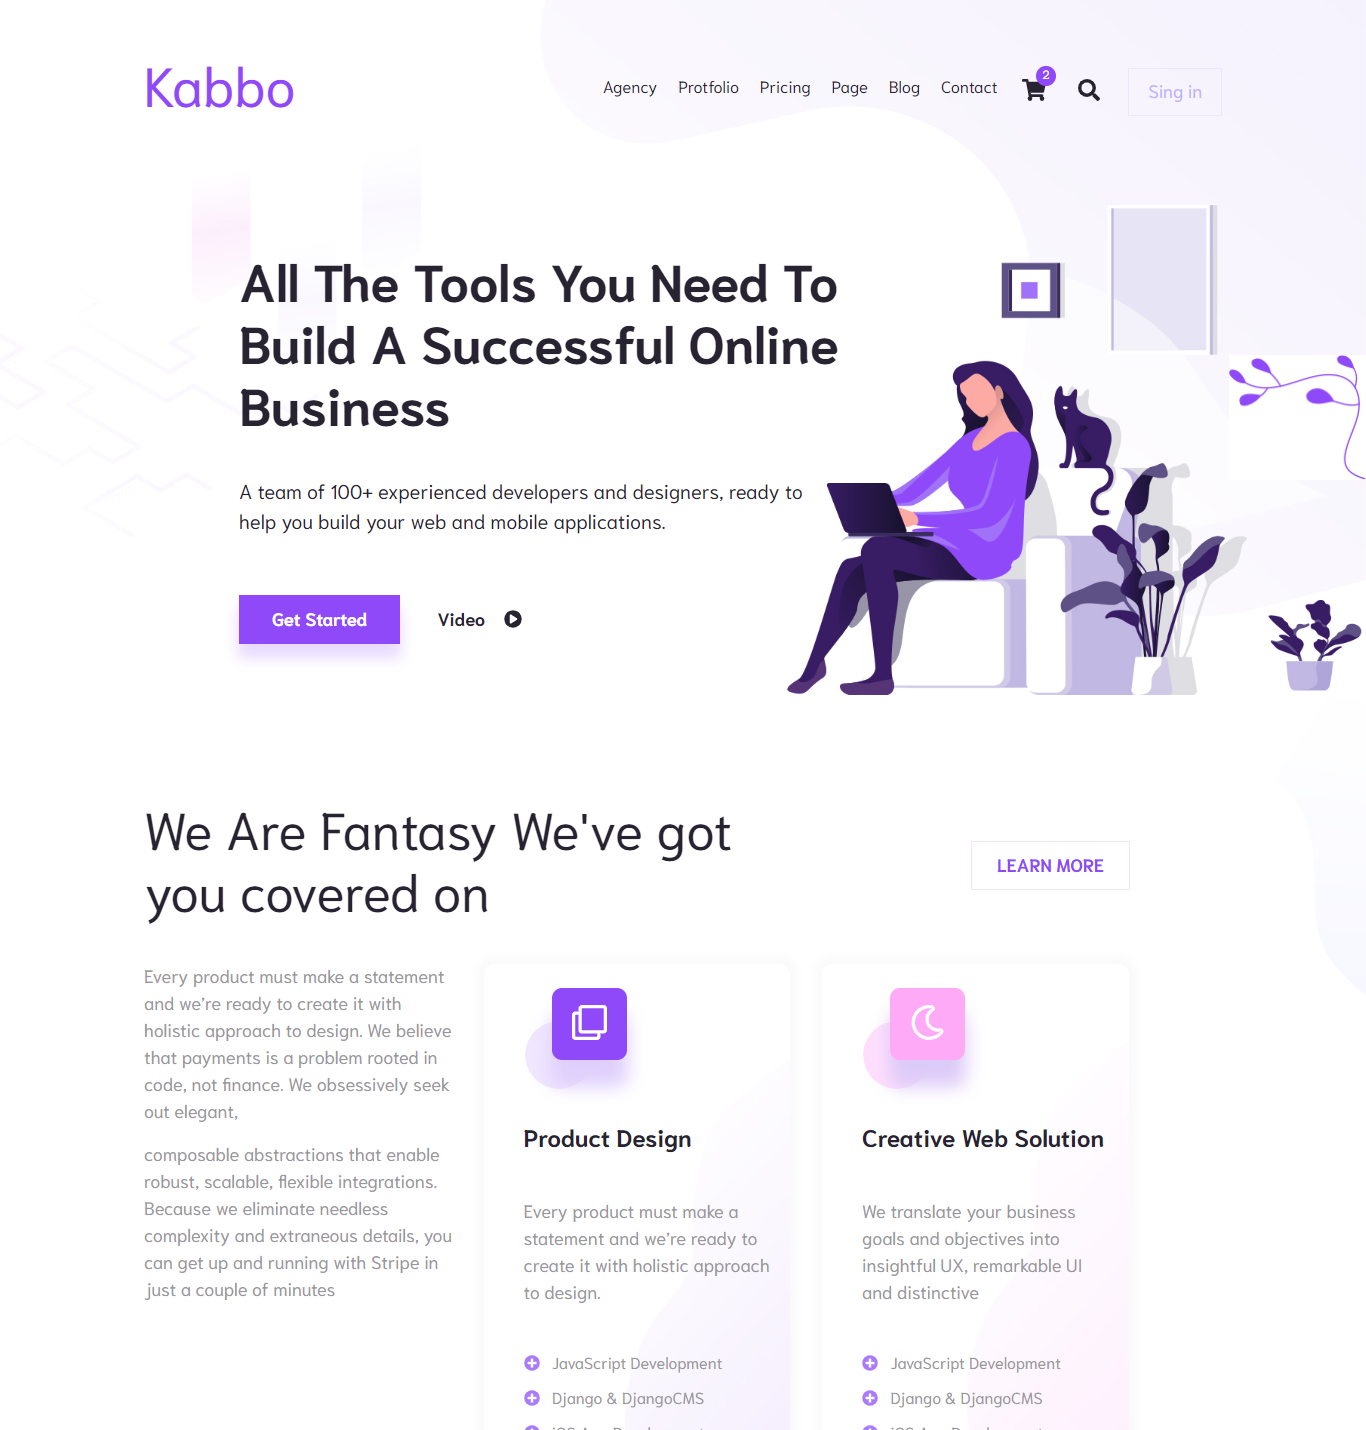 Kabbo
Agency Protfolio Pricing Page Blog Contact 2 Sing in
All The Tools You Need To
Build A Successful Online
Business
A team of 100+ experienced developers and designers, ready to
help you build your web and mobile applications.
Get Started Video
We Are Fantasy We've got
you covered on
LEARN MORE
Every product must make a statement
and we’re ready to create it with
holistic approach to design. We believe
that payments is a problem rooted in
code, not finance. We obsessively seek
out elegant,
composable abstractions that enable
robust, scalable, flexible integrations.
Because we eliminate needless
complexity and extraneous details, you
can get up and running with Stripe in
just a couple of minutes
Product Design
Every product must make a
statement and we’re ready to
create it with holistic approach
to design.
JavaScript Development
Django & DjangoCMS
Creative Web Solution
We translate your business
goals and objectives into
insightful UX, remarkable UI
and distinctive
JavaScript Development
Django & DjangoCMS